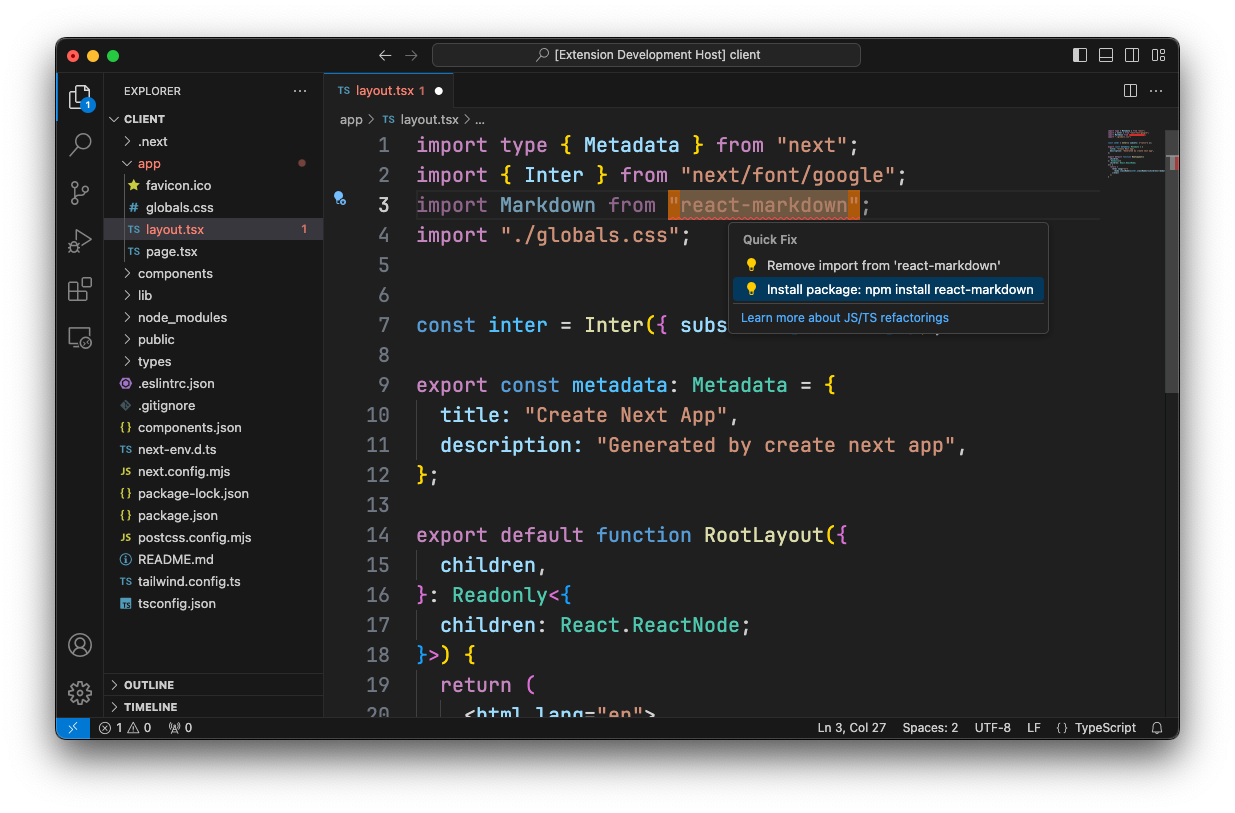 [Extension Development Host] client
EXPLORER
1
CLIENT
.next
app
favicon.ico
# globals.css
TS layout.tsx 1
TS page.tsx
components
lib
node_modules
public
types
.eslintrc.json
.gitignore
{} components.json
TS next-env.d.ts
JS next.config.mjs
{} package-lock.json
{} package.json
JS postcss.config.mjs
README.md
TS tailwind.config.ts
TS tsconfig.json
OUTLINE
TIMELINE
TS layout.tsx 1
app > TS layout.tsx > ...
1 import type { Metadata } from "next";
2 import { Inter } from "next/font/google";
3 import Markdown from "react-markdown";
4 import "./globals.css";
5
6
7 const inter = Inter({ subs
8
9 export const metadata: Metadata = {
10 title: "Create Next App",
11 description: "Generated by create next app",
12 };
13
14 export default function RootLayout({
15 children,
16 }: Readonly<{
17 children: React.ReactNode;
18 }>) {
19 return (
20 <html lang="en">
Quick Fix
Remove import from 'react-markdown'
Install package: npm install react-markdown
Learn more about JS/TS refactorings
1 0 0
Ln 3, Col 27 Spaces: 2 UTF-8 LF {} TypeScript